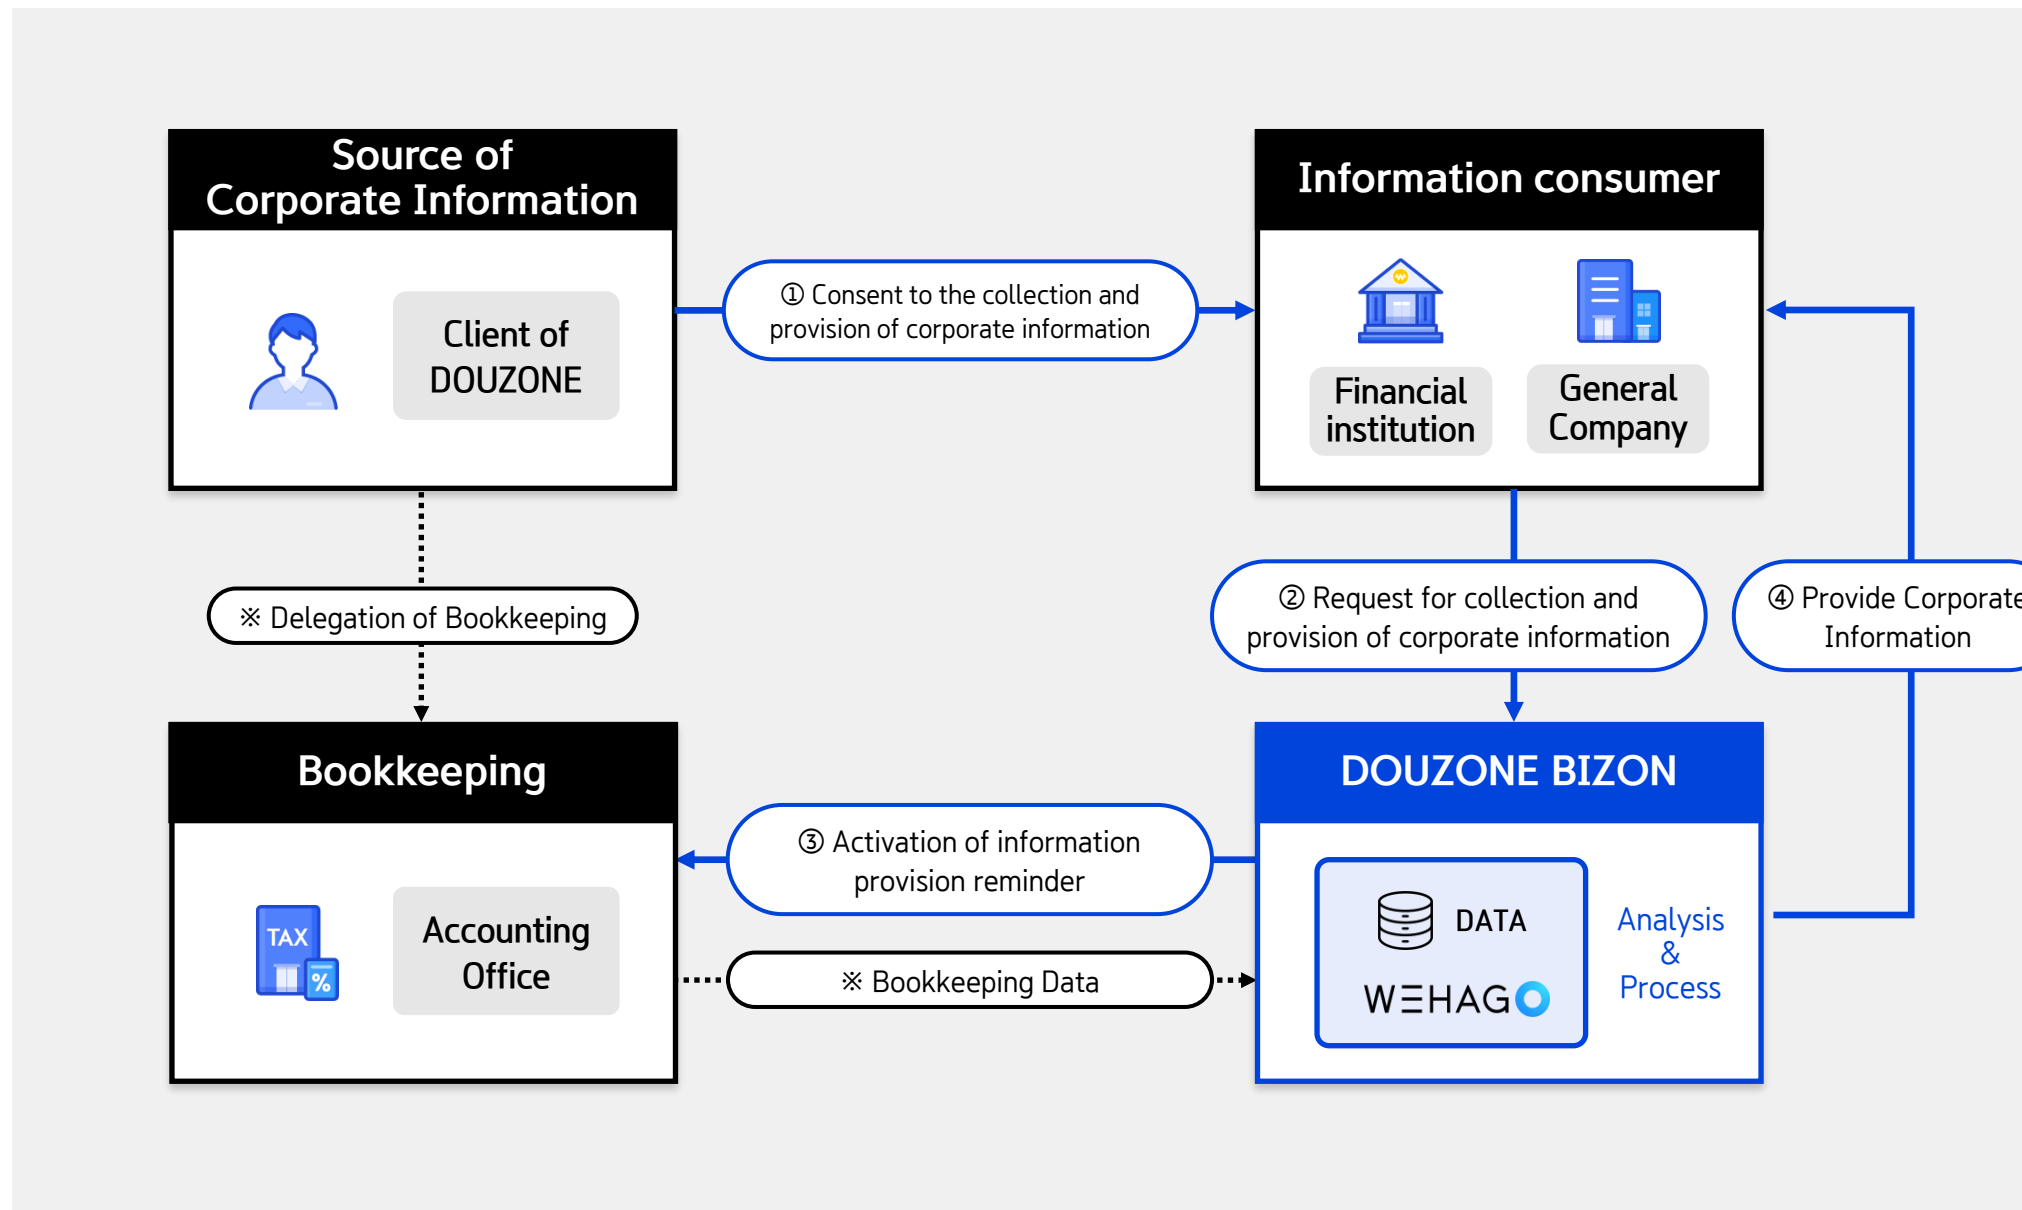 Source of
Corporate Information
Client of
DOUZONE
① Consent to the collection and
provision of corporate information
Information consumer
Financial
institution
General
Company
※ Delegation of Bookkeeping
② Request for collection and
provision of corporate information
④ Provide Corporate
Information
Bookkeeping
TAX
%
Accounting
Office
③ Activation of information
provision reminder
※ Bookkeeping Data
DOUZONE BIZON
DATA
WEHAGO
Analysis
&
Process